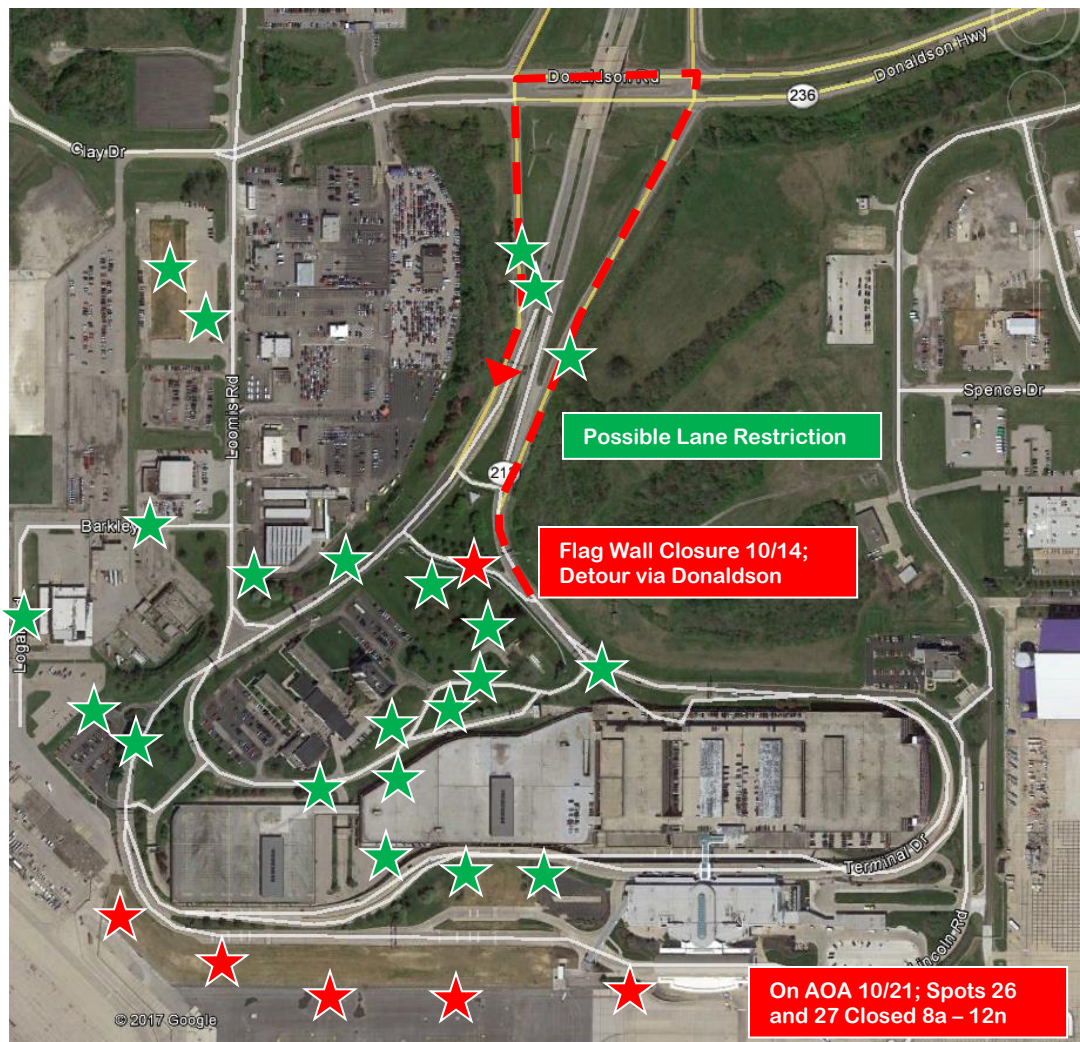 Donaldson Rd
Donaldson Hwy
236
Clay Dr
Loomis Rd
Spence Dr
Possible Lane Restriction
Barkley
Flag Wall Closure 10/14;
Detour via Donaldson
Terminal Dr
Lincoln Rd
On AOA 10/21; Spots 26
and 27 Closed 8a – 12n
© 2017 Google